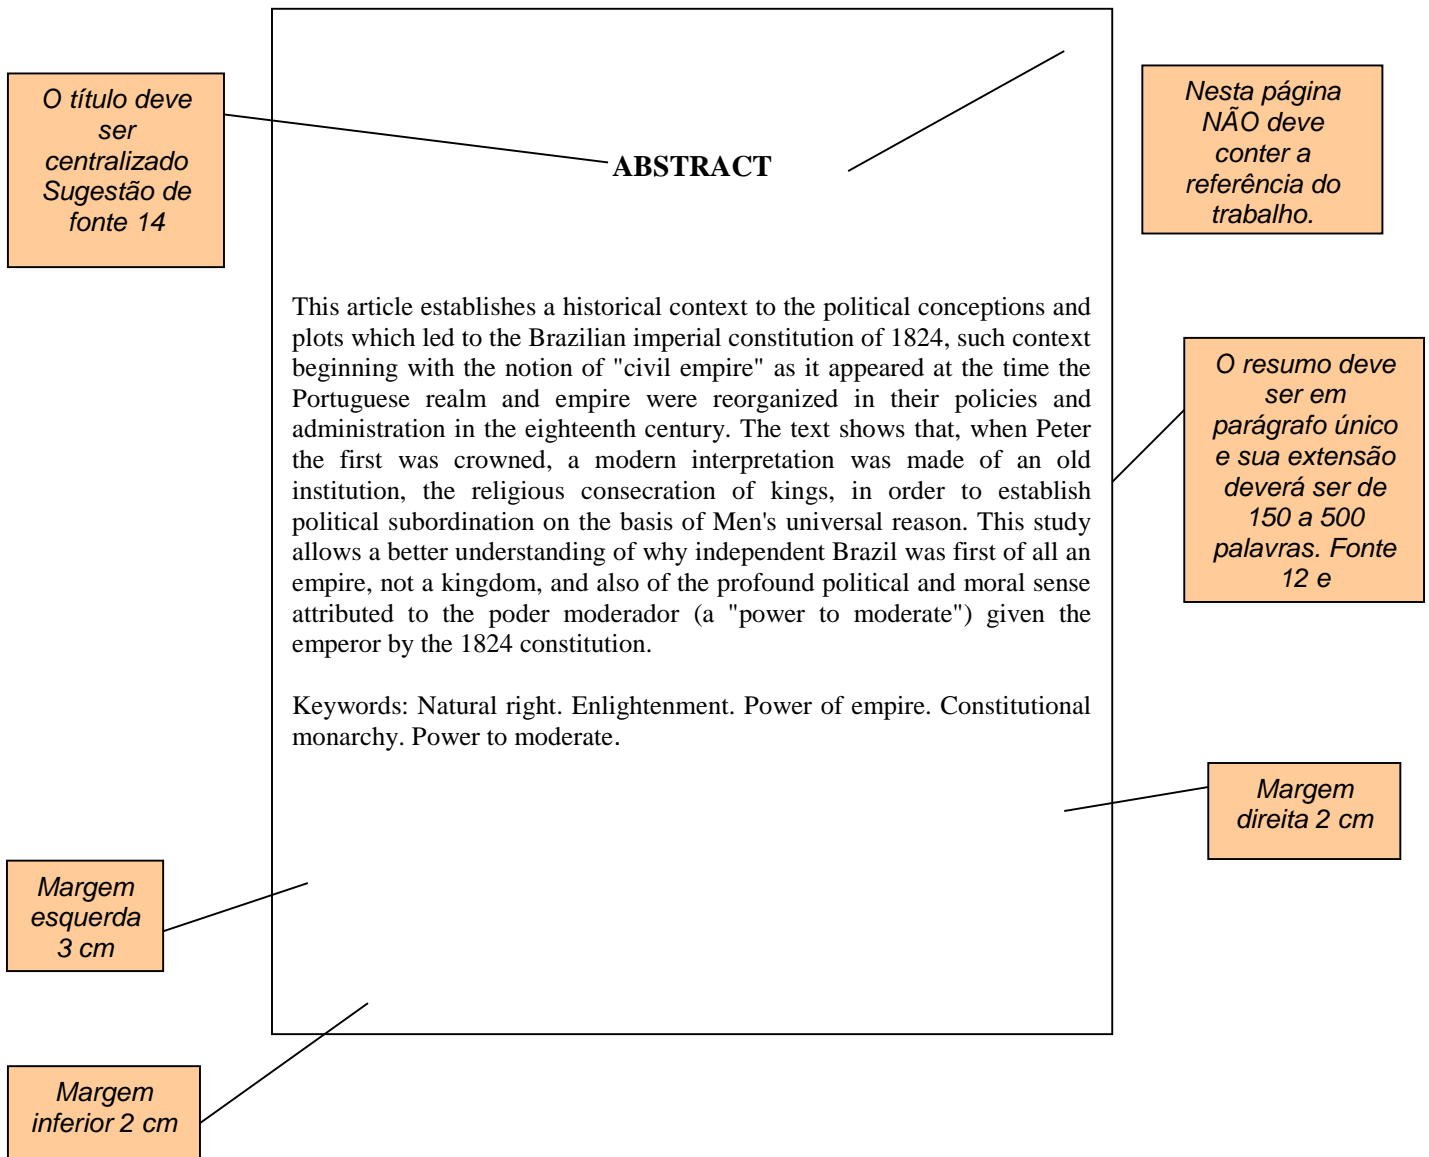 O título deve
ser
centralizado
Sugestão de
fonte 14
Nesta página
NÃO deve
conter a
referência do
trabalho.
ABSTRACT
This article establishes a historical context to the political conceptions and
plots which led to the Brazilian imperial constitution of 1824, such context
beginning with the notion of "civil empire" as it appeared at the time the
Portuguese realm and empire were reorganized in their policies and
administration in the eighteenth century. The text shows that, when Peter
the first was crowned, a modern interpretation was made of an old
institution, the religious consecration of kings, in order to establish
political subordination on the basis of Men's universal reason. This study
allows a better understanding of why independent Brazil was first of all an
empire, not a kingdom, and also of the profound political and moral sense
attributed to the poder moderador (a "power to moderate") given the
emperor by the 1824 constitution.
Keywords: Natural right. Enlightenment. Power of empire. Constitutional
monarchy. Power to moderate.
O resumo deve
ser em
parágrafo único
e sua extensão
deverá ser de
150 a 500
palavras. Fonte
12 e
Margem
direita 2 cm
Margem
esquerda
3 cm
Margem
inferior 2 cm